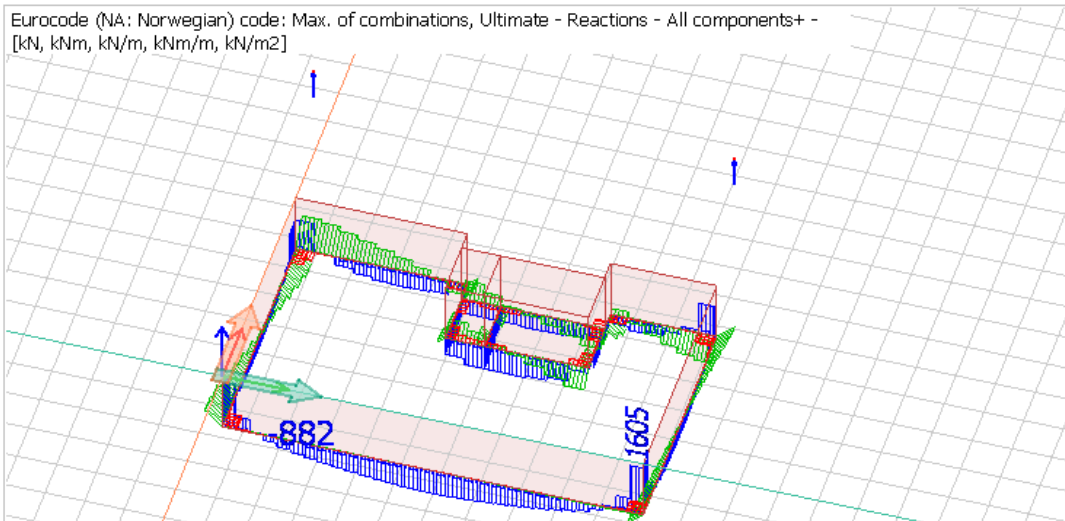 Eurocode (NA: Norwegian) code: Max. of combinations, Ultimate - Reactions - All components+ -
[kN, kNm, kN/m, kNm/m, kN/m2]
-882
1605